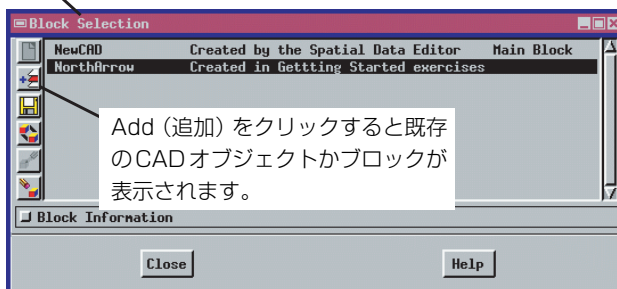 Block Selection
NewCAD Created by the Spatial Data Editor Main Block
NorthArrow Created in Gettting Started exercises
Add（追加）をクリックすると既存
のCADオブジェクトかブロックが
表示されます。
Block Information
Close Help